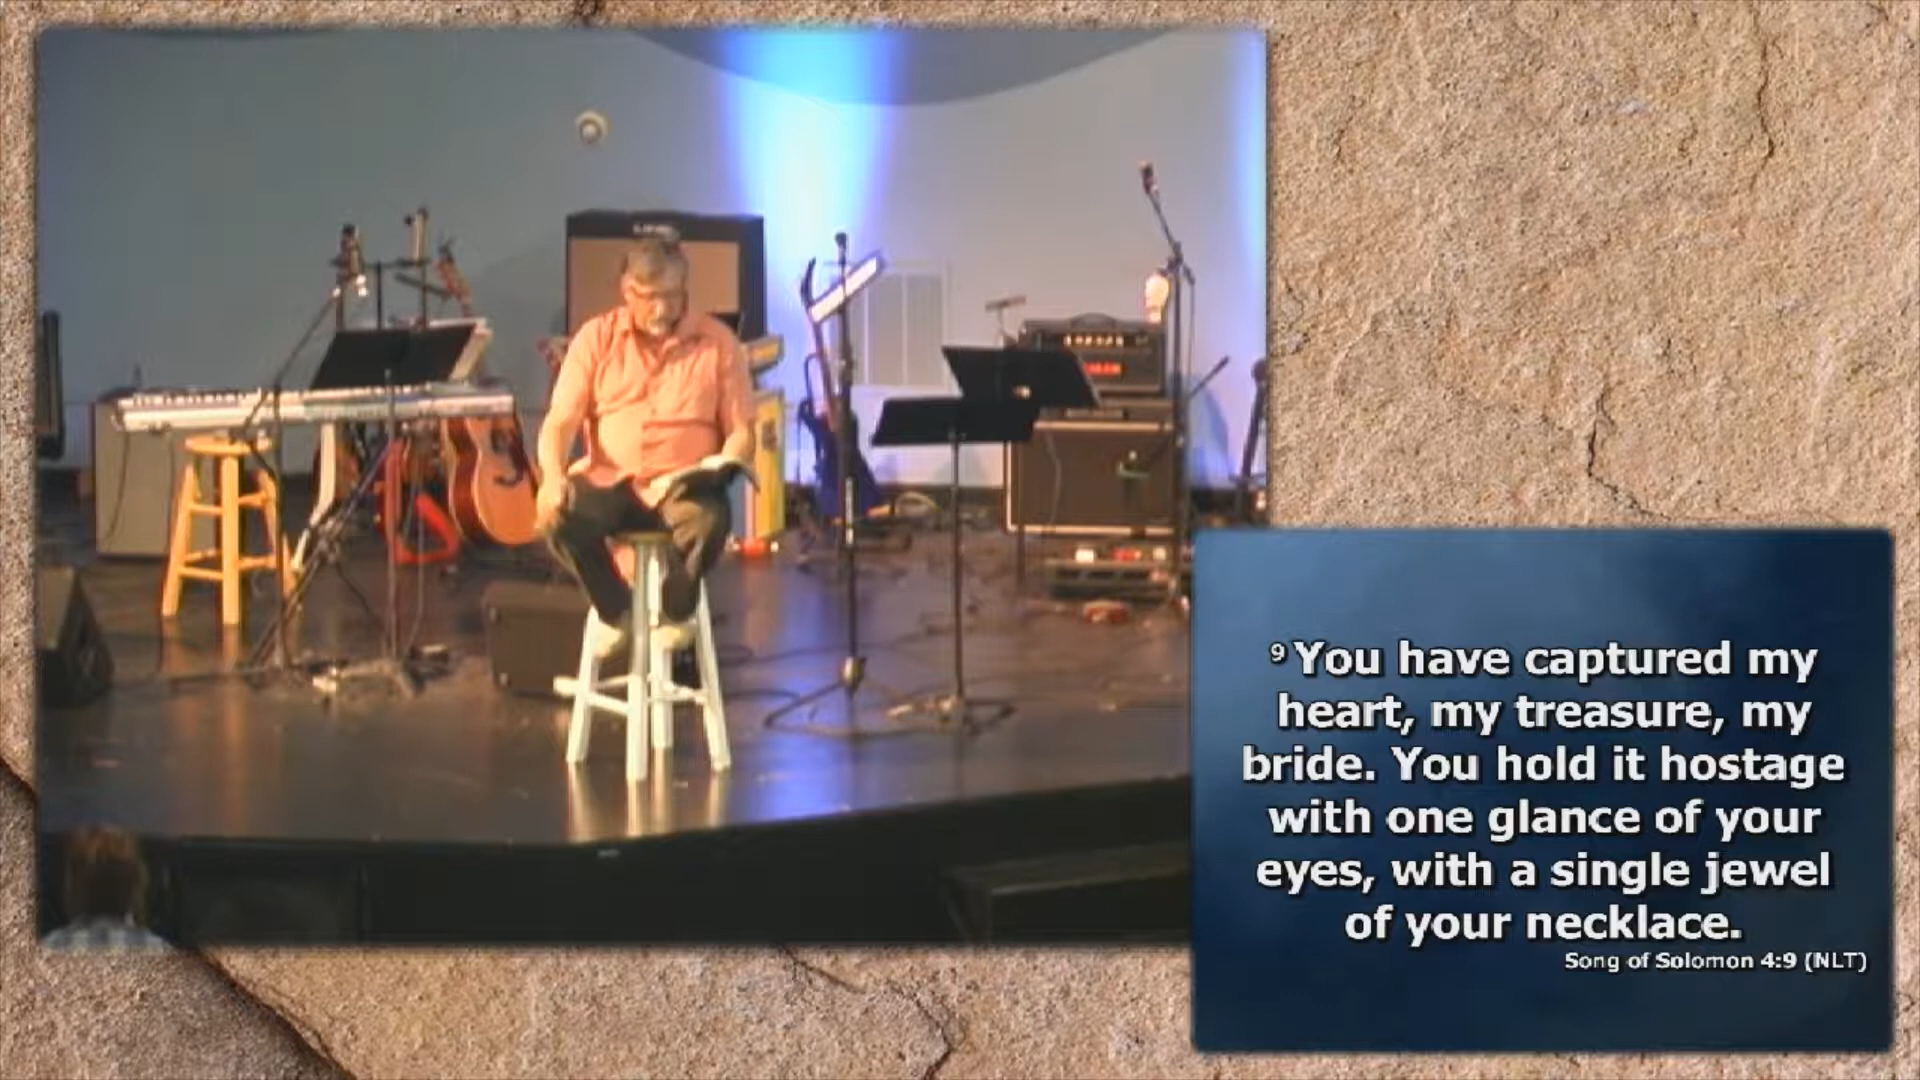 ⁹ You have captured my
heart, my treasure, my
bride. You hold it hostage
with one glance of your
eyes, with a single jewel
of your necklace.
Song of Solomon 4:9 (NLT)